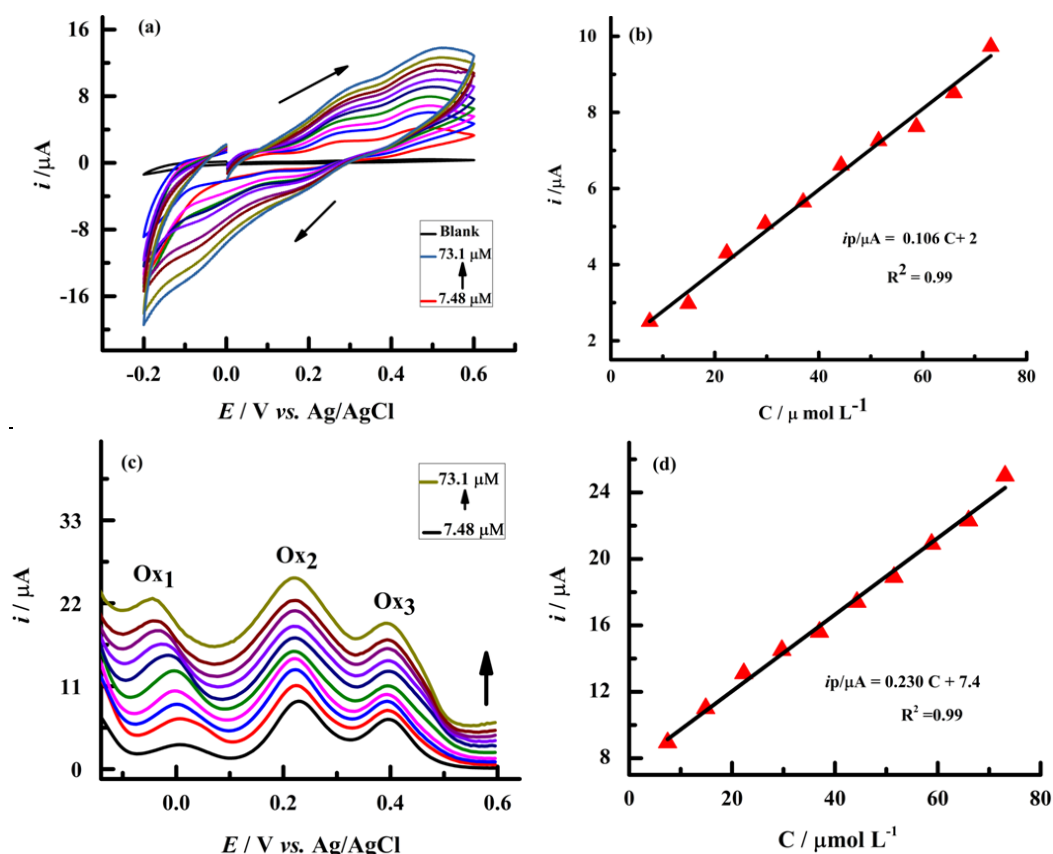 (a)
16
8
0
-8
-16
i /µA
-0.2 0.0 0.2 0.4 0.6
E / V vs. Ag/AgCl
Blank
73.1 µM
7.48 µM
(b)
10
8
6
4
2
i /µA
ip/µA = 0.106 C+ 2
R² = 0.99
0 20 40 60 80
C / µ mol L⁻¹
(c)
33
22
11
0
i / µA
Ox₁
Ox₂
Ox₃
73.1 µM
7.48 µM
0.0 0.2 0.4 0.6
E / V vs. Ag/AgCl
(d)
24
20
16
12
8
i / µA
ip/µA = 0.230 C + 7.4
R² =0.99
0 20 40 60 80
C / µmol L⁻¹